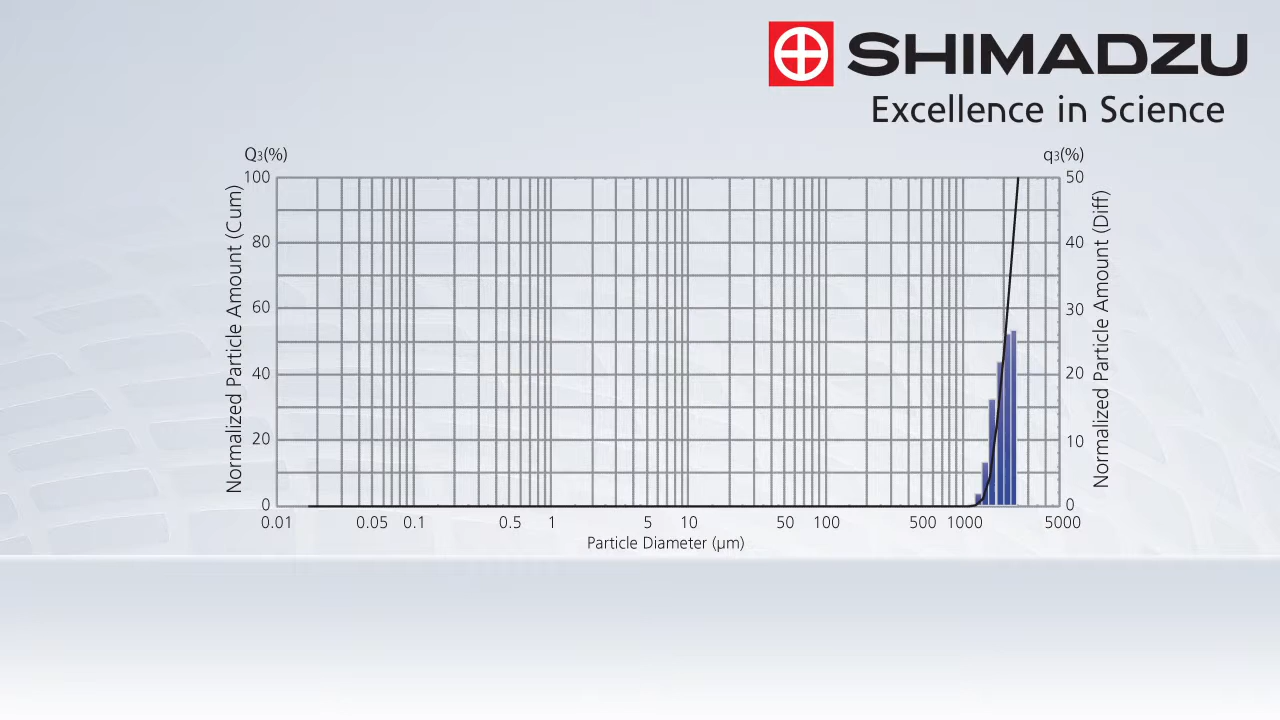 SHIMADZU
Excellence in Science
Q3(%)
q3(%)
Normalized Particle Amount (Cum)
100
80
60
40
20
0
50
40
30
20
10
0
Normalized Particle Amount (Diff)
0.01 0.05 0.1 0.5 1 5 10 50 100 500 1000 5000
Particle Diameter (µm)